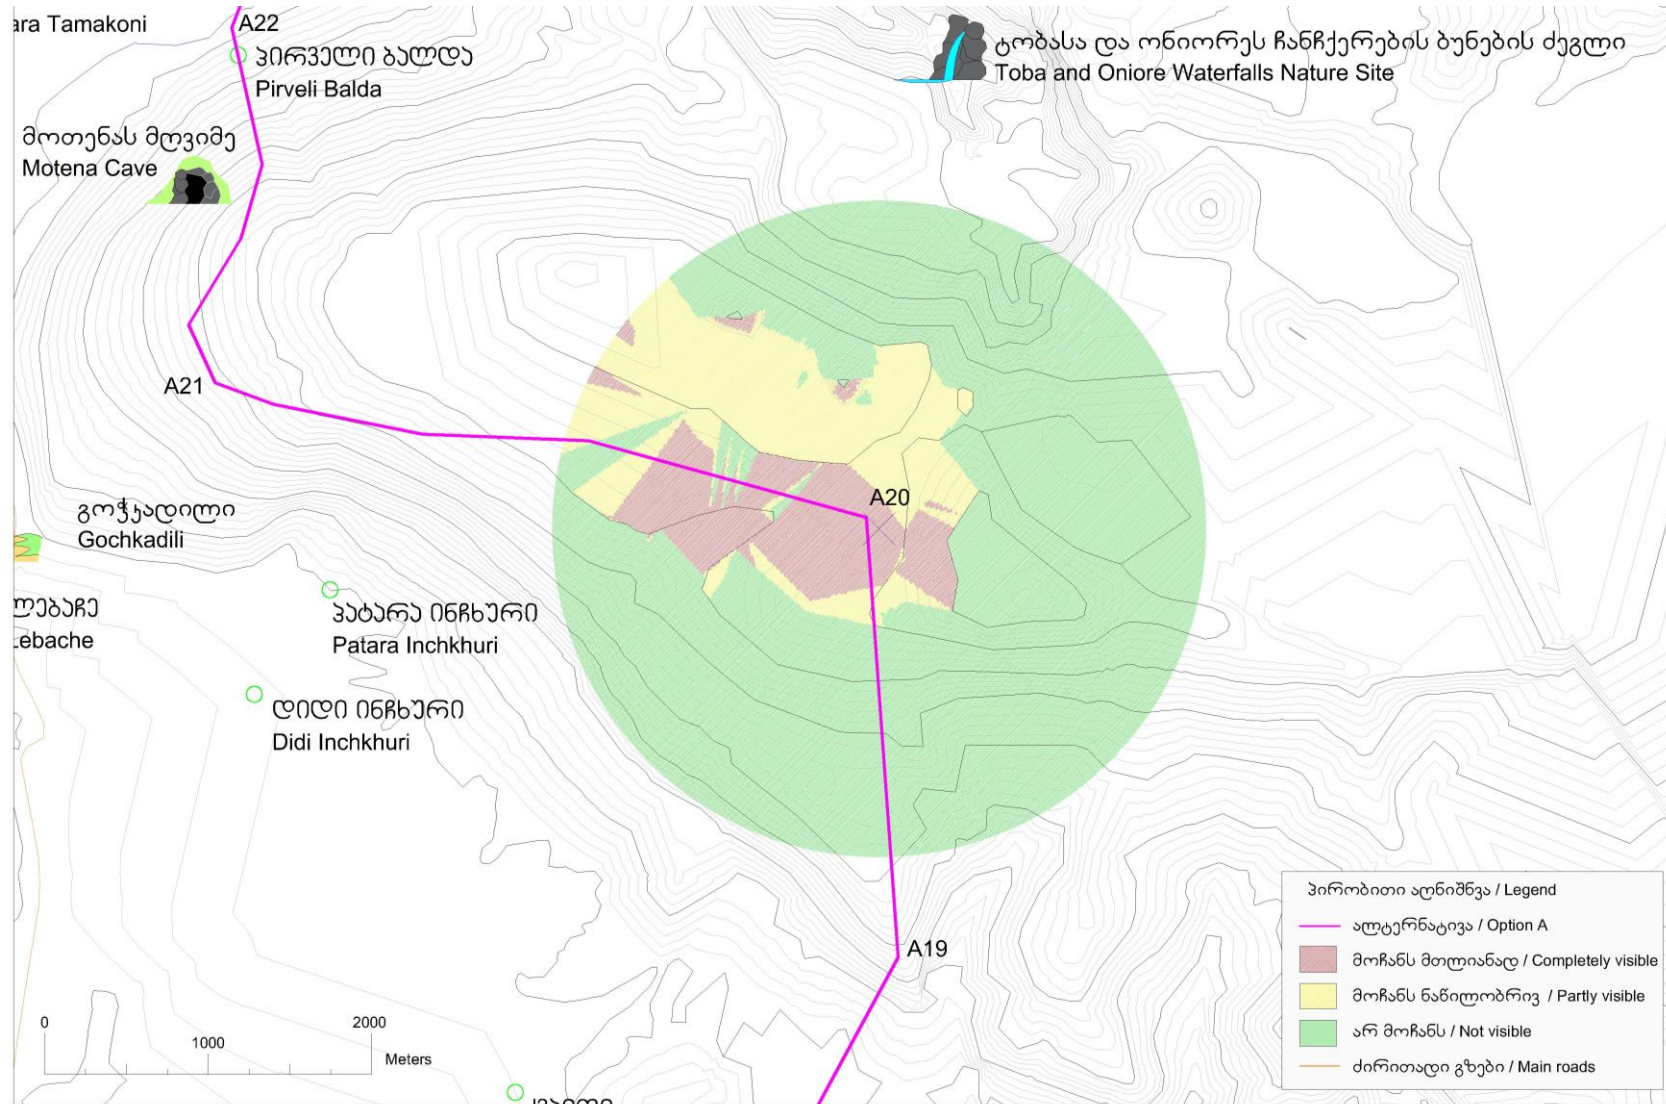 ara Tamakoni
A22
პირველი ბალდა
Pirveli Balda
ტობასა და ონიორეს ჩანჩქერების ბუნების ძეგლი
Toba and Oniore Waterfalls Nature Site
მოთენას მღვიმე
Motena Cave
A21
A20
გოჭკადილი
Gochkadili
ლებაჩე
Lebache
პატარა ინჩხური
Patara Inchkhuri
დიდი ინჩხური
Didi Inchkhuri
A19
პირობითი აღნიშნვა / Legend
ალტერნატივა / Option A
მოჩანს მთლიანად / Completely visible
მოჩანს ნაწილობრივ / Partly visible
არ მოჩანს / Not visible
ძირითადი გზები / Main roads
0 2000
1000 Meters